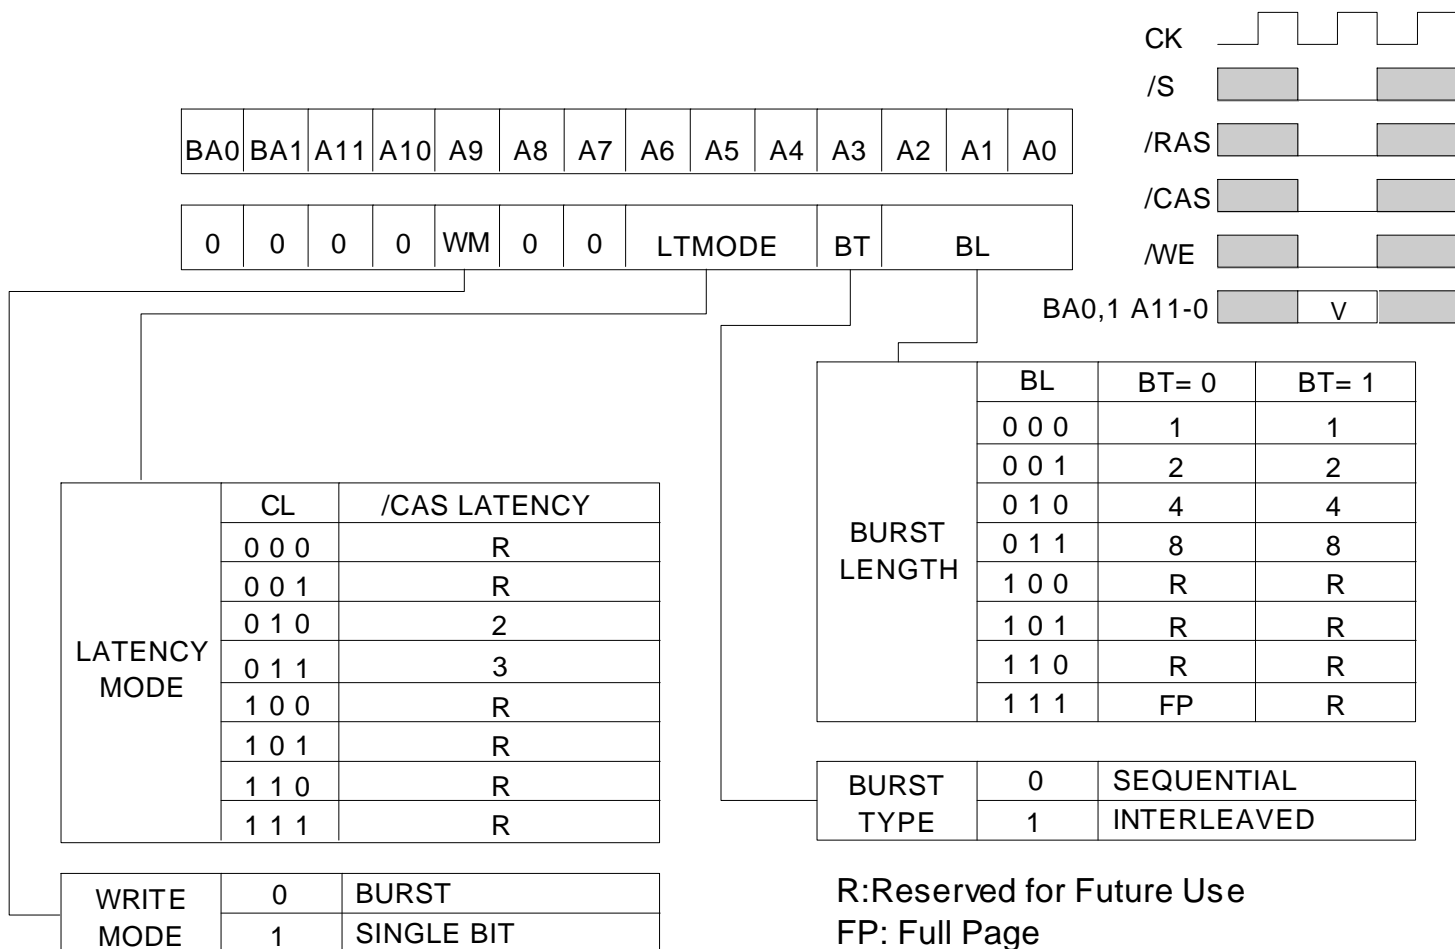 CK
/S
/RAS
/CAS
/WE
BA0,1 A11-0 V
BA0 BA1 A11 A10 A9 A8 A7 A6 A5 A4 A3 A2 A1 A0
0 0 0 0 WM 0 0 LTMODE BT BL
BURST
LENGTH
BL BT= 0 BT= 1
0 0 0 1 1
0 0 1 2 2
0 1 0 4 4
0 1 1 8 8
1 0 0 R R
1 0 1 R R
1 1 0 R R
1 1 1 FP R
LATENCY
MODE
CL /CAS LATENCY
0 0 0 R
0 0 1 R
0 1 0 2
0 1 1 3
1 0 0 R
1 0 1 R
1 1 0 R
1 1 1 R
BURST
TYPE
0 SEQUENTIAL
1 INTERLEAVED
WRITE
MODE
0 BURST
1 SINGLE BIT
R:Reserved for Future Use
FP: Full Page